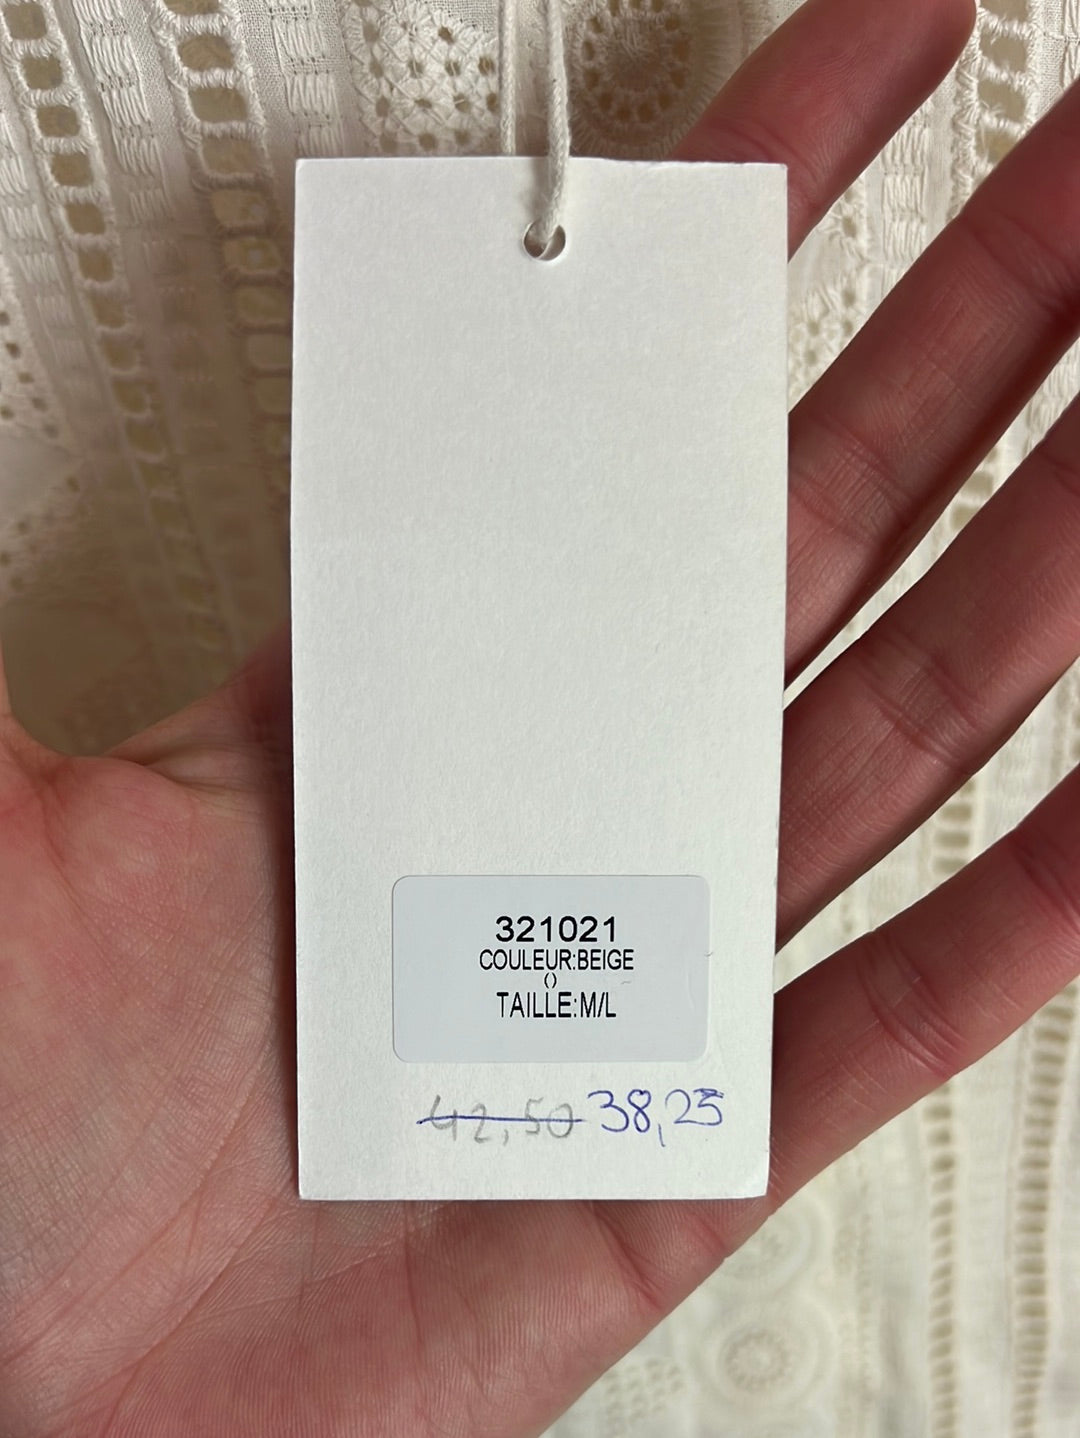 321021
COULEUR:BEIGE
()
TAILLE:M/L
42,50 38,25